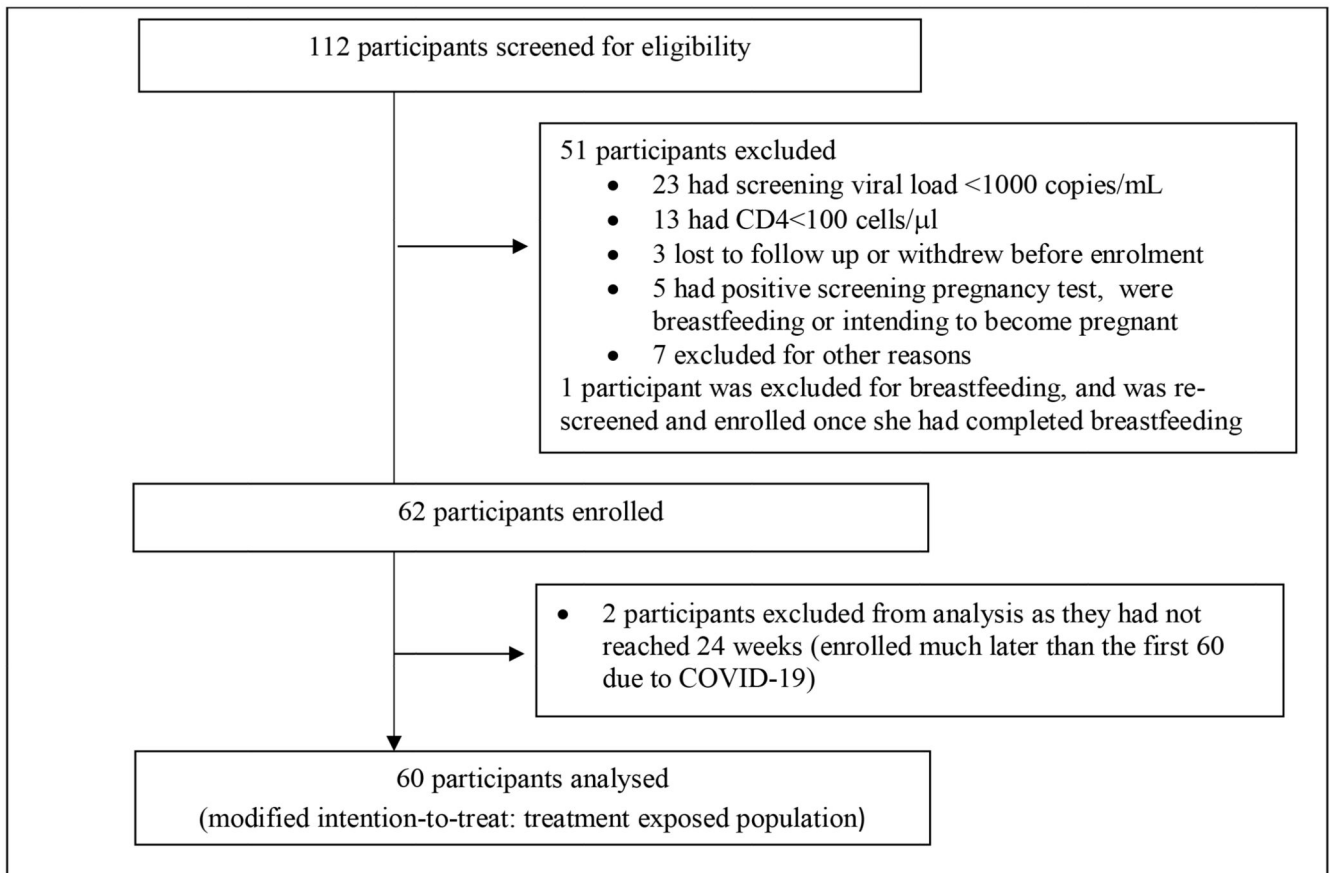 112 participants screened for eligibility
51 participants excluded
• 23 had screening viral load <1000 copies/mL
• 13 had CD4<100 cells/µl
• 3 lost to follow up or withdrew before enrolment
• 5 had positive screening pregnancy test, were
breastfeeding or intending to become pregnant
• 7 excluded for other reasons
1 participant was excluded for breastfeeding, and was re-
screened and enrolled once she had completed breastfeeding
62 participants enrolled
• 2 participants excluded from analysis as they had not
reached 24 weeks (enrolled much later than the first 60
due to COVID-19)
60 participants analysed
(modified intention-to-treat: treatment exposed population)